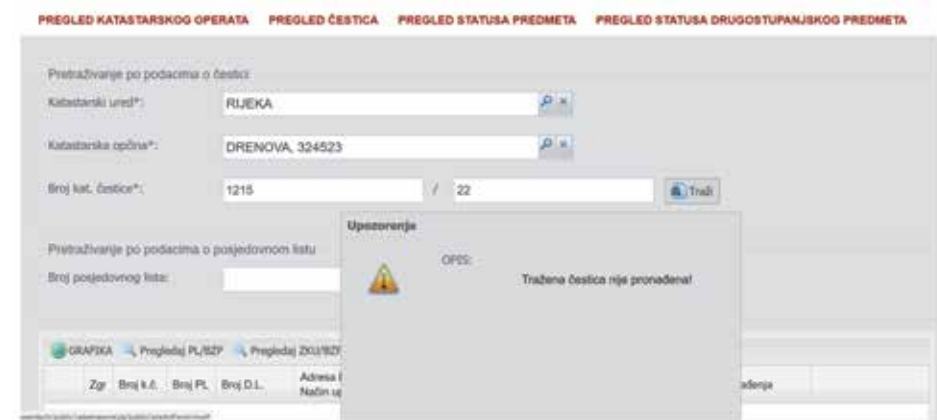 PREGLED KATASTARSKOG OPERATA PREGLED ČESTICA PREGLED STATUSA PREDMETA PREGLED STATUSA DRUGOSTUPANJSKOG PREDMETA
Pretraživanje po podacima o čestici
Katastarski ured*:
RIJEKA
Katastarska općina*:
DRENOVA, 324523
Broj kat. čestice*:
1215 / 22 Traži
Upozorenje
Pretraživanje po podacima o posjedovnom listu
OPIS:
Broj posjedovnog lista:
Tražena čestica nije pronađena!
GRAFIKA Pregledaj PL/BZP Pregledaj ZKU/BZP
Zgr Broj k.č. Broj PL Broj D.L.
Adresa
Način